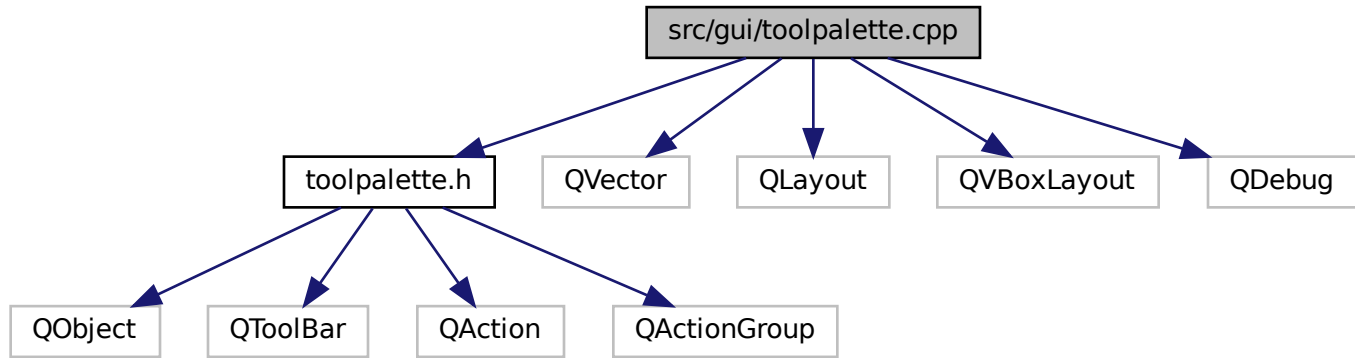 src/gui/toolpalette.cpp
toolpalette.h
QVector
QLayout
QVBoxLayout
QDebug
QObject
QToolBar
QAction
QActionGroup